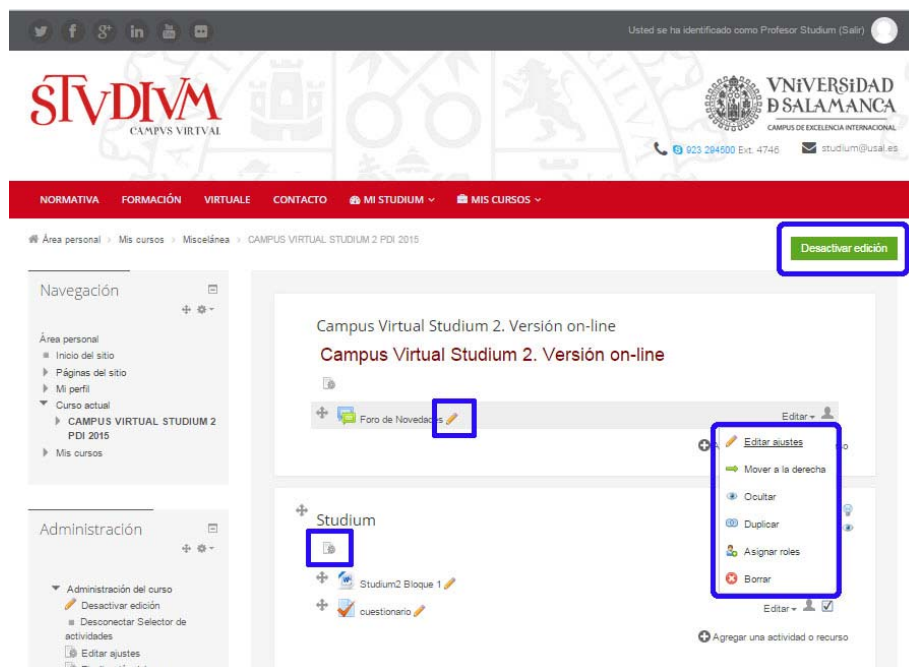 Usted se ha identificado como Profesor Studium (Salir)
STVDIVM
CAMPVS VIRTVAL
VNiVERSiDAD
D SALAMANCA
CAMPUS DE EXCELENCIA INTERNACIONAL
923 294500 Ext. 4746 studium@usal.es
NORMATIVA FORMACIÓN VIRTUALE CONTACTO MI STUDIUM MIS CURSOS
Área personal Mis cursos Miscelánea CAMPUS VIRTUAL STUDIUM 2 PDI 2015
Desactivar edición
Navegación
Área personal
Inicio del sitio
Páginas del sitio
Mi perfil
Curso actual
CAMPUS VIRTUAL STUDIUM 2
PDI 2015
Mis cursos
Administración
Administración del curso
Desactivar edición
Desconectar Selector de
actividades
Editar ajustes
Campus Virtual Studium 2. Versión on-line
Campus Virtual Studium 2. Versión on-line
Foro de Novedades
Editar
Editar ajustes
Mover a la derecha
Ocultar
Duplicar
Asignar roles
Borrar
Studium
Studium2 Bloque 1
cuestionario
Editar
Agregar una actividad o recurso